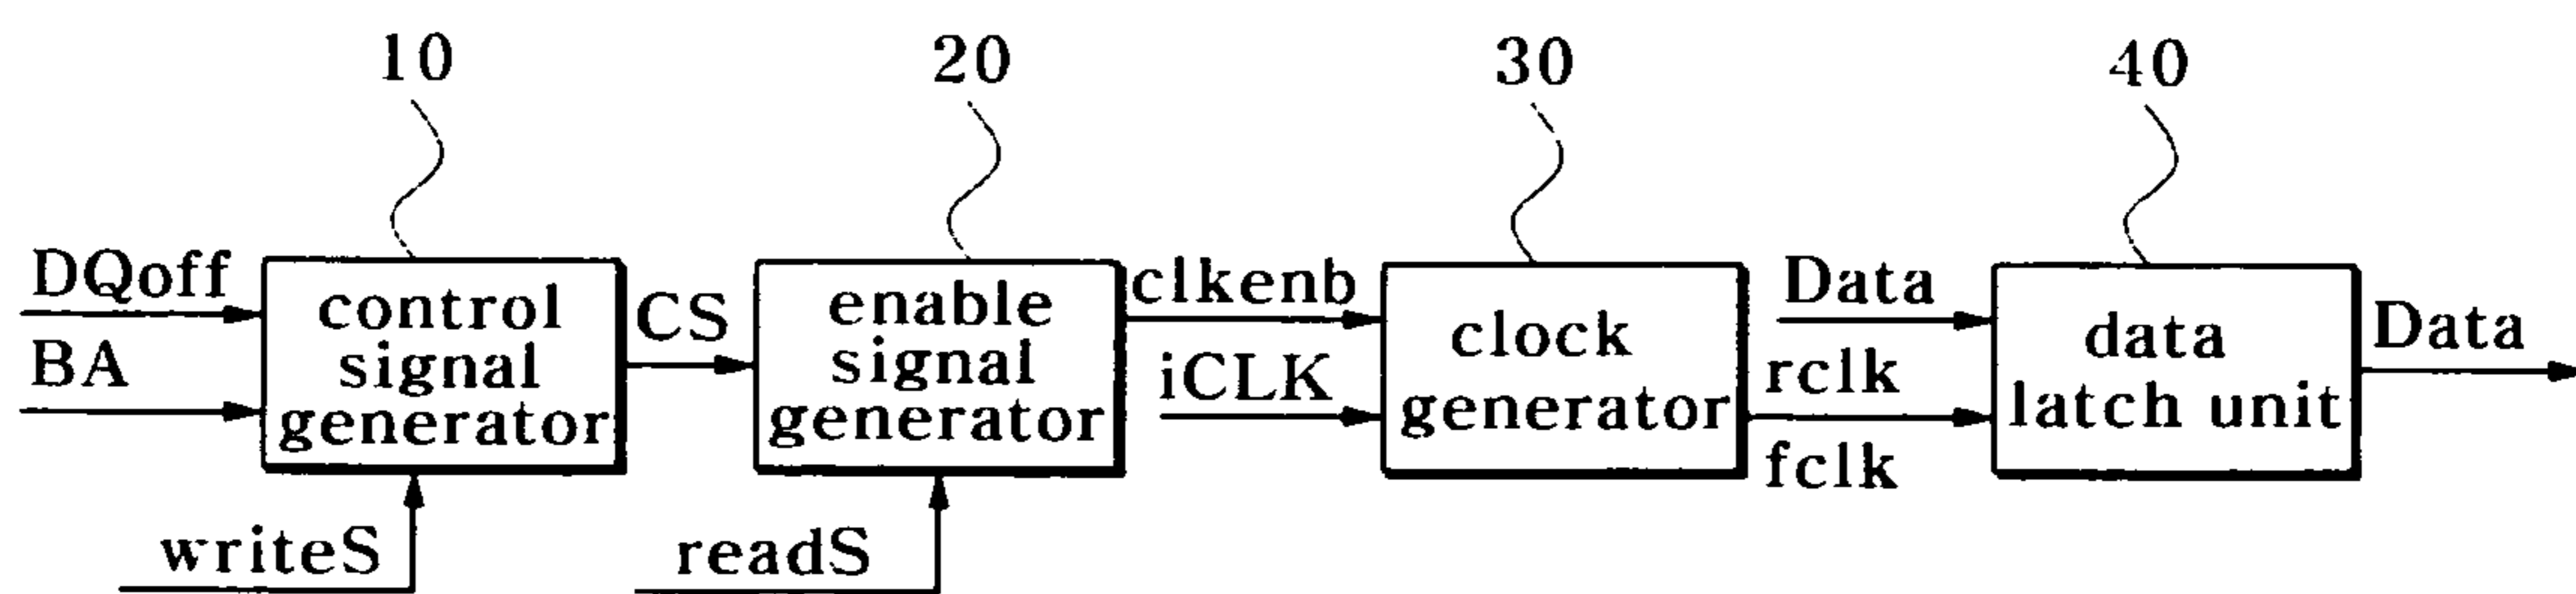 10
20
30
40
DQoff
BA
control
signal
generator
writeS
CS
enable
signal
generator
readS
clkenb
iCLK
clock
generator
Data
rclk
fclk
data
latch unit
Data